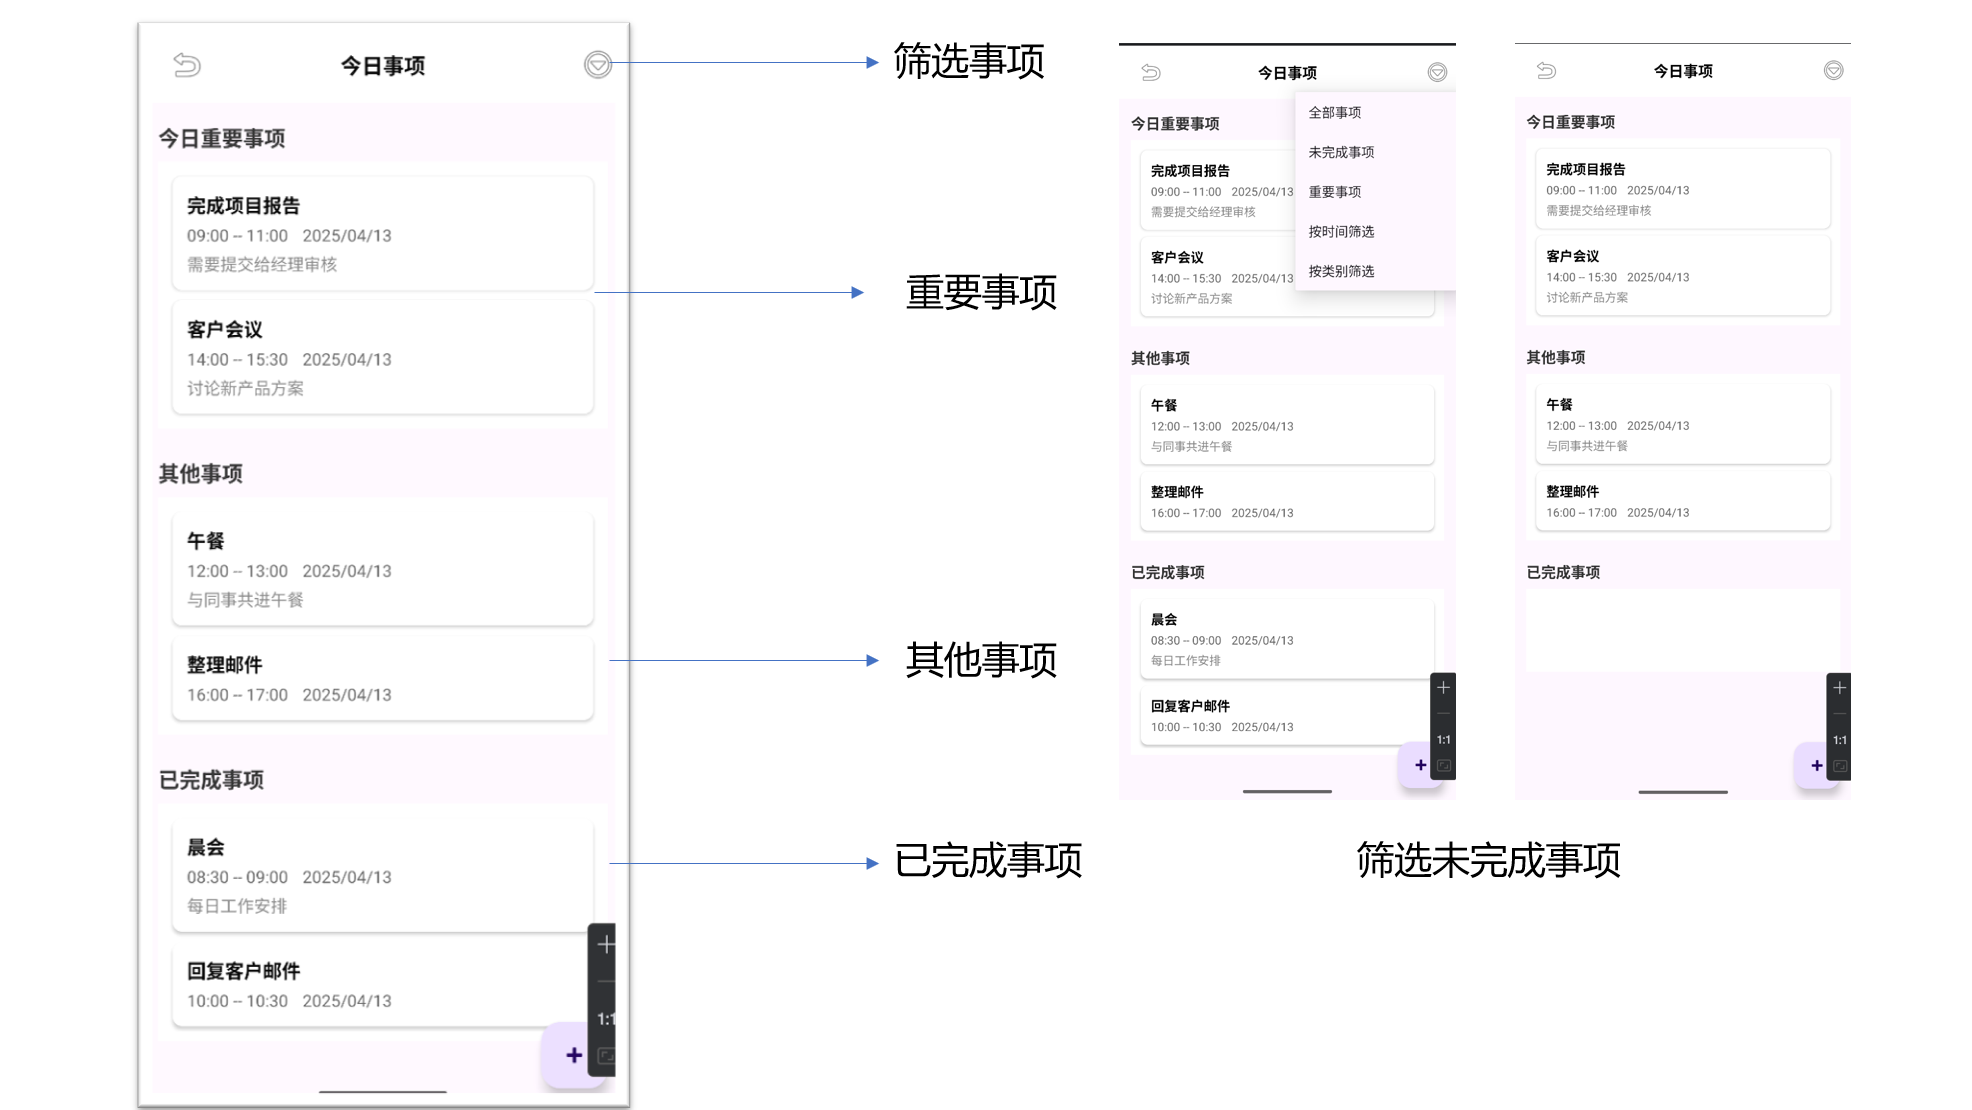 今日事项
今日重要事项
完成项目报告
09:00 -- 11:00 2025/04/13
需要提交给经理审核
客户会议
14:00 -- 15:30 2025/04/13
讨论新产品方案
其他事项
午餐
12:00 -- 13:00 2025/04/13
与同事共进午餐
整理邮件
16:00 -- 17:00 2025/04/13
已完成事项
晨会
08:30 -- 09:00 2025/04/13
每日工作安排
回复客户邮件
10:00 -- 10:30 2025/04/13
1:1
筛选事项
重要事项
其他事项
已完成事项
今日事项
全部事项
未完成事项
重要事项
按时间筛选
按类别筛选
今日重要事项
完成项目报告
09:00 -- 11:00 2025/04/13
需要提交给经理审核
客户会议
14:00 -- 15:30 2025/04/13
讨论新产品方案
其他事项
午餐
12:00 -- 13:00 2025/04/13
与同事共进午餐
整理邮件
16:00 -- 17:00 2025/04/13
已完成事项
晨会
08:30 -- 09:00 2025/04/13
每日工作安排
回复客户邮件
10:00 -- 10:30 2025/04/13
1:1
今日事项
今日重要事项
完成项目报告
09:00 -- 11:00 2025/04/13
需要提交给经理审核
客户会议
14:00 -- 15:30 2025/04/13
讨论新产品方案
其他事项
午餐
12:00 -- 13:00 2025/04/13
与同事共进午餐
整理邮件
16:00 -- 17:00 2025/04/13
已完成事项
1:1
筛选未完成事项